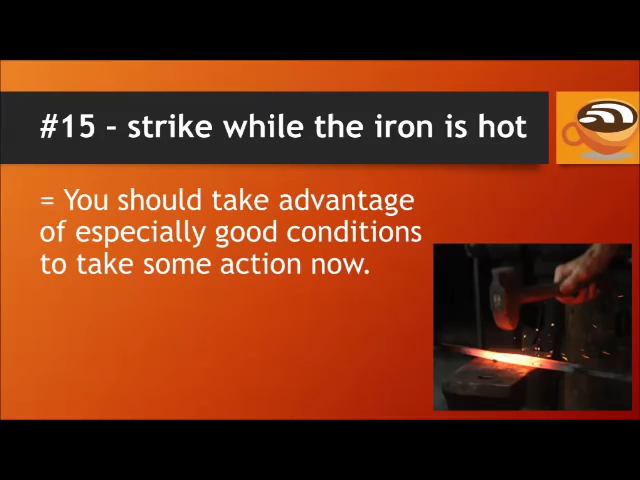 #15 - strike while the iron is hot
= You should take advantage
of especially good conditions
to take some action now.